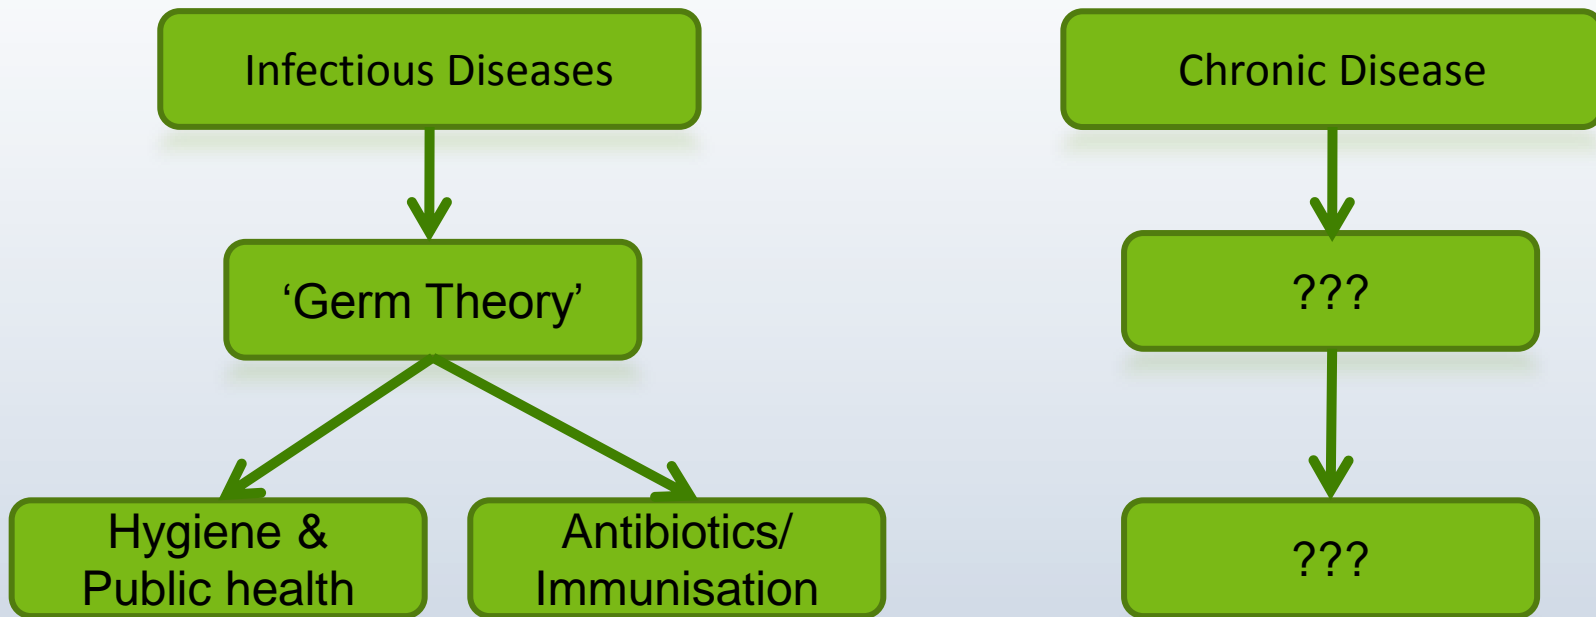 Infectious Diseases
Chronic Disease
‘Germ Theory’
???
Hygiene &
Public health
Antibiotics/
Immunisation
???